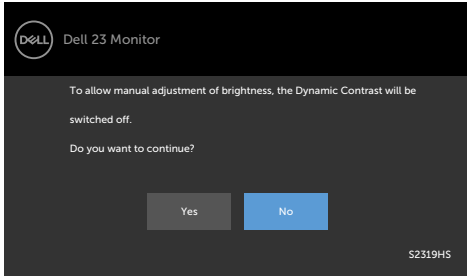 DELL
Dell 23 Monitor
To allow manual adjustment of brightness, the Dynamic Contrast will be
switched off.
Do you want to continue?
Yes
No
S2319HS